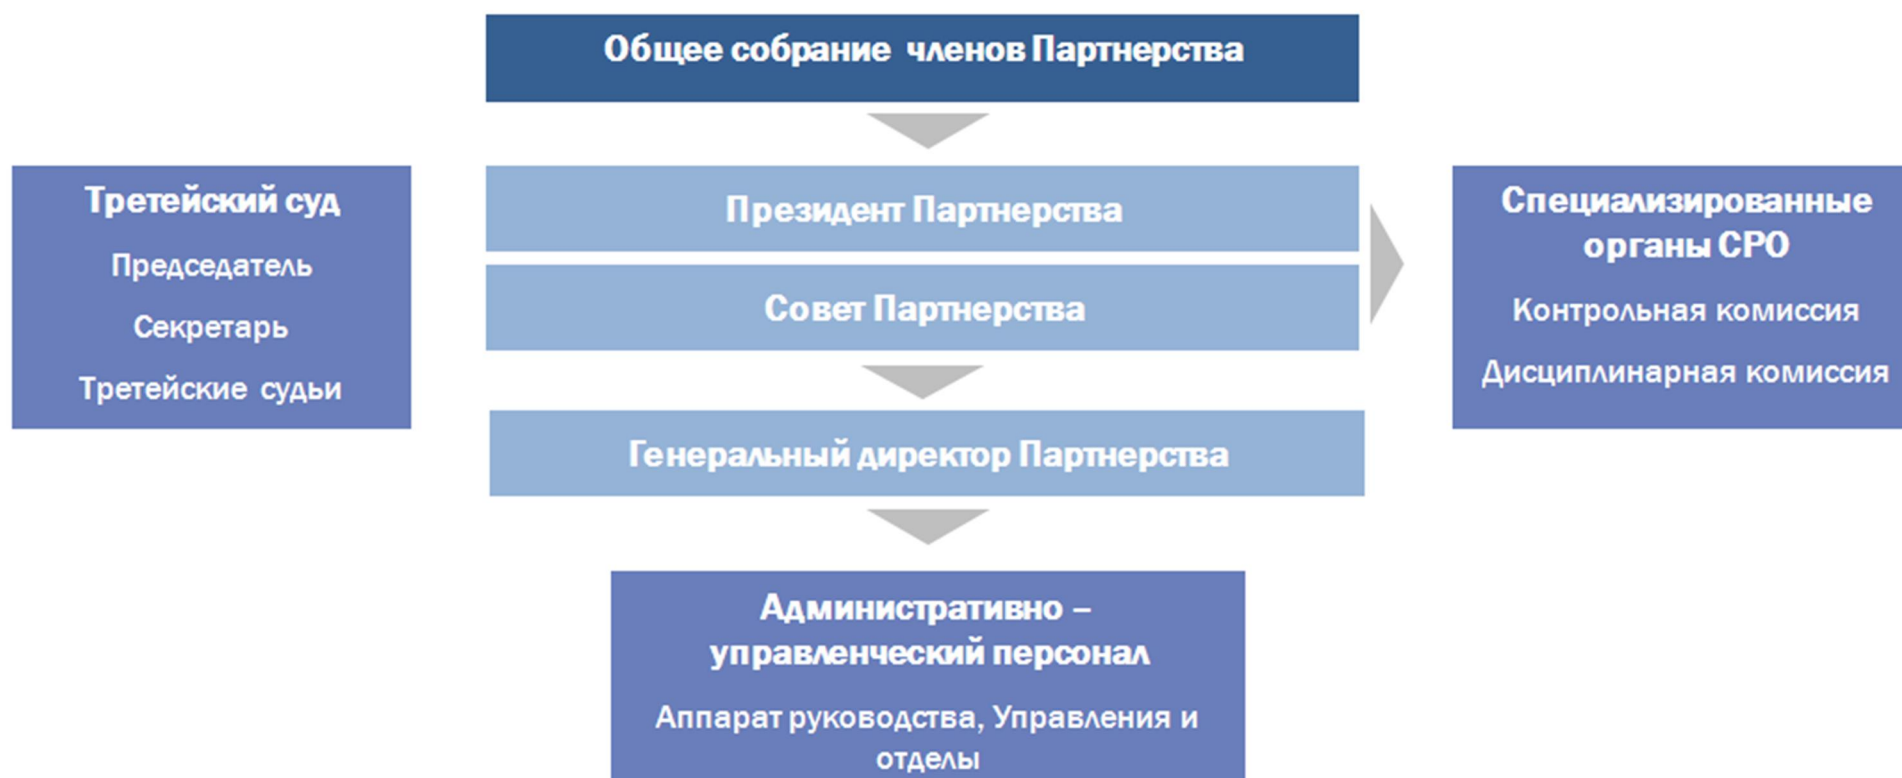 Общее собрание членов Партнерства
Третейский суд
Председатель
Секретарь
Третейские судьи
Президент Партнерства
Совет Партнерства
Специализированные
органы СРО
Контрольная комиссия
Дисциплинарная комиссия
Генеральный директор Партнерства
Административно –
управленческий персонал
Аппарат руководства, Управления и
отделы